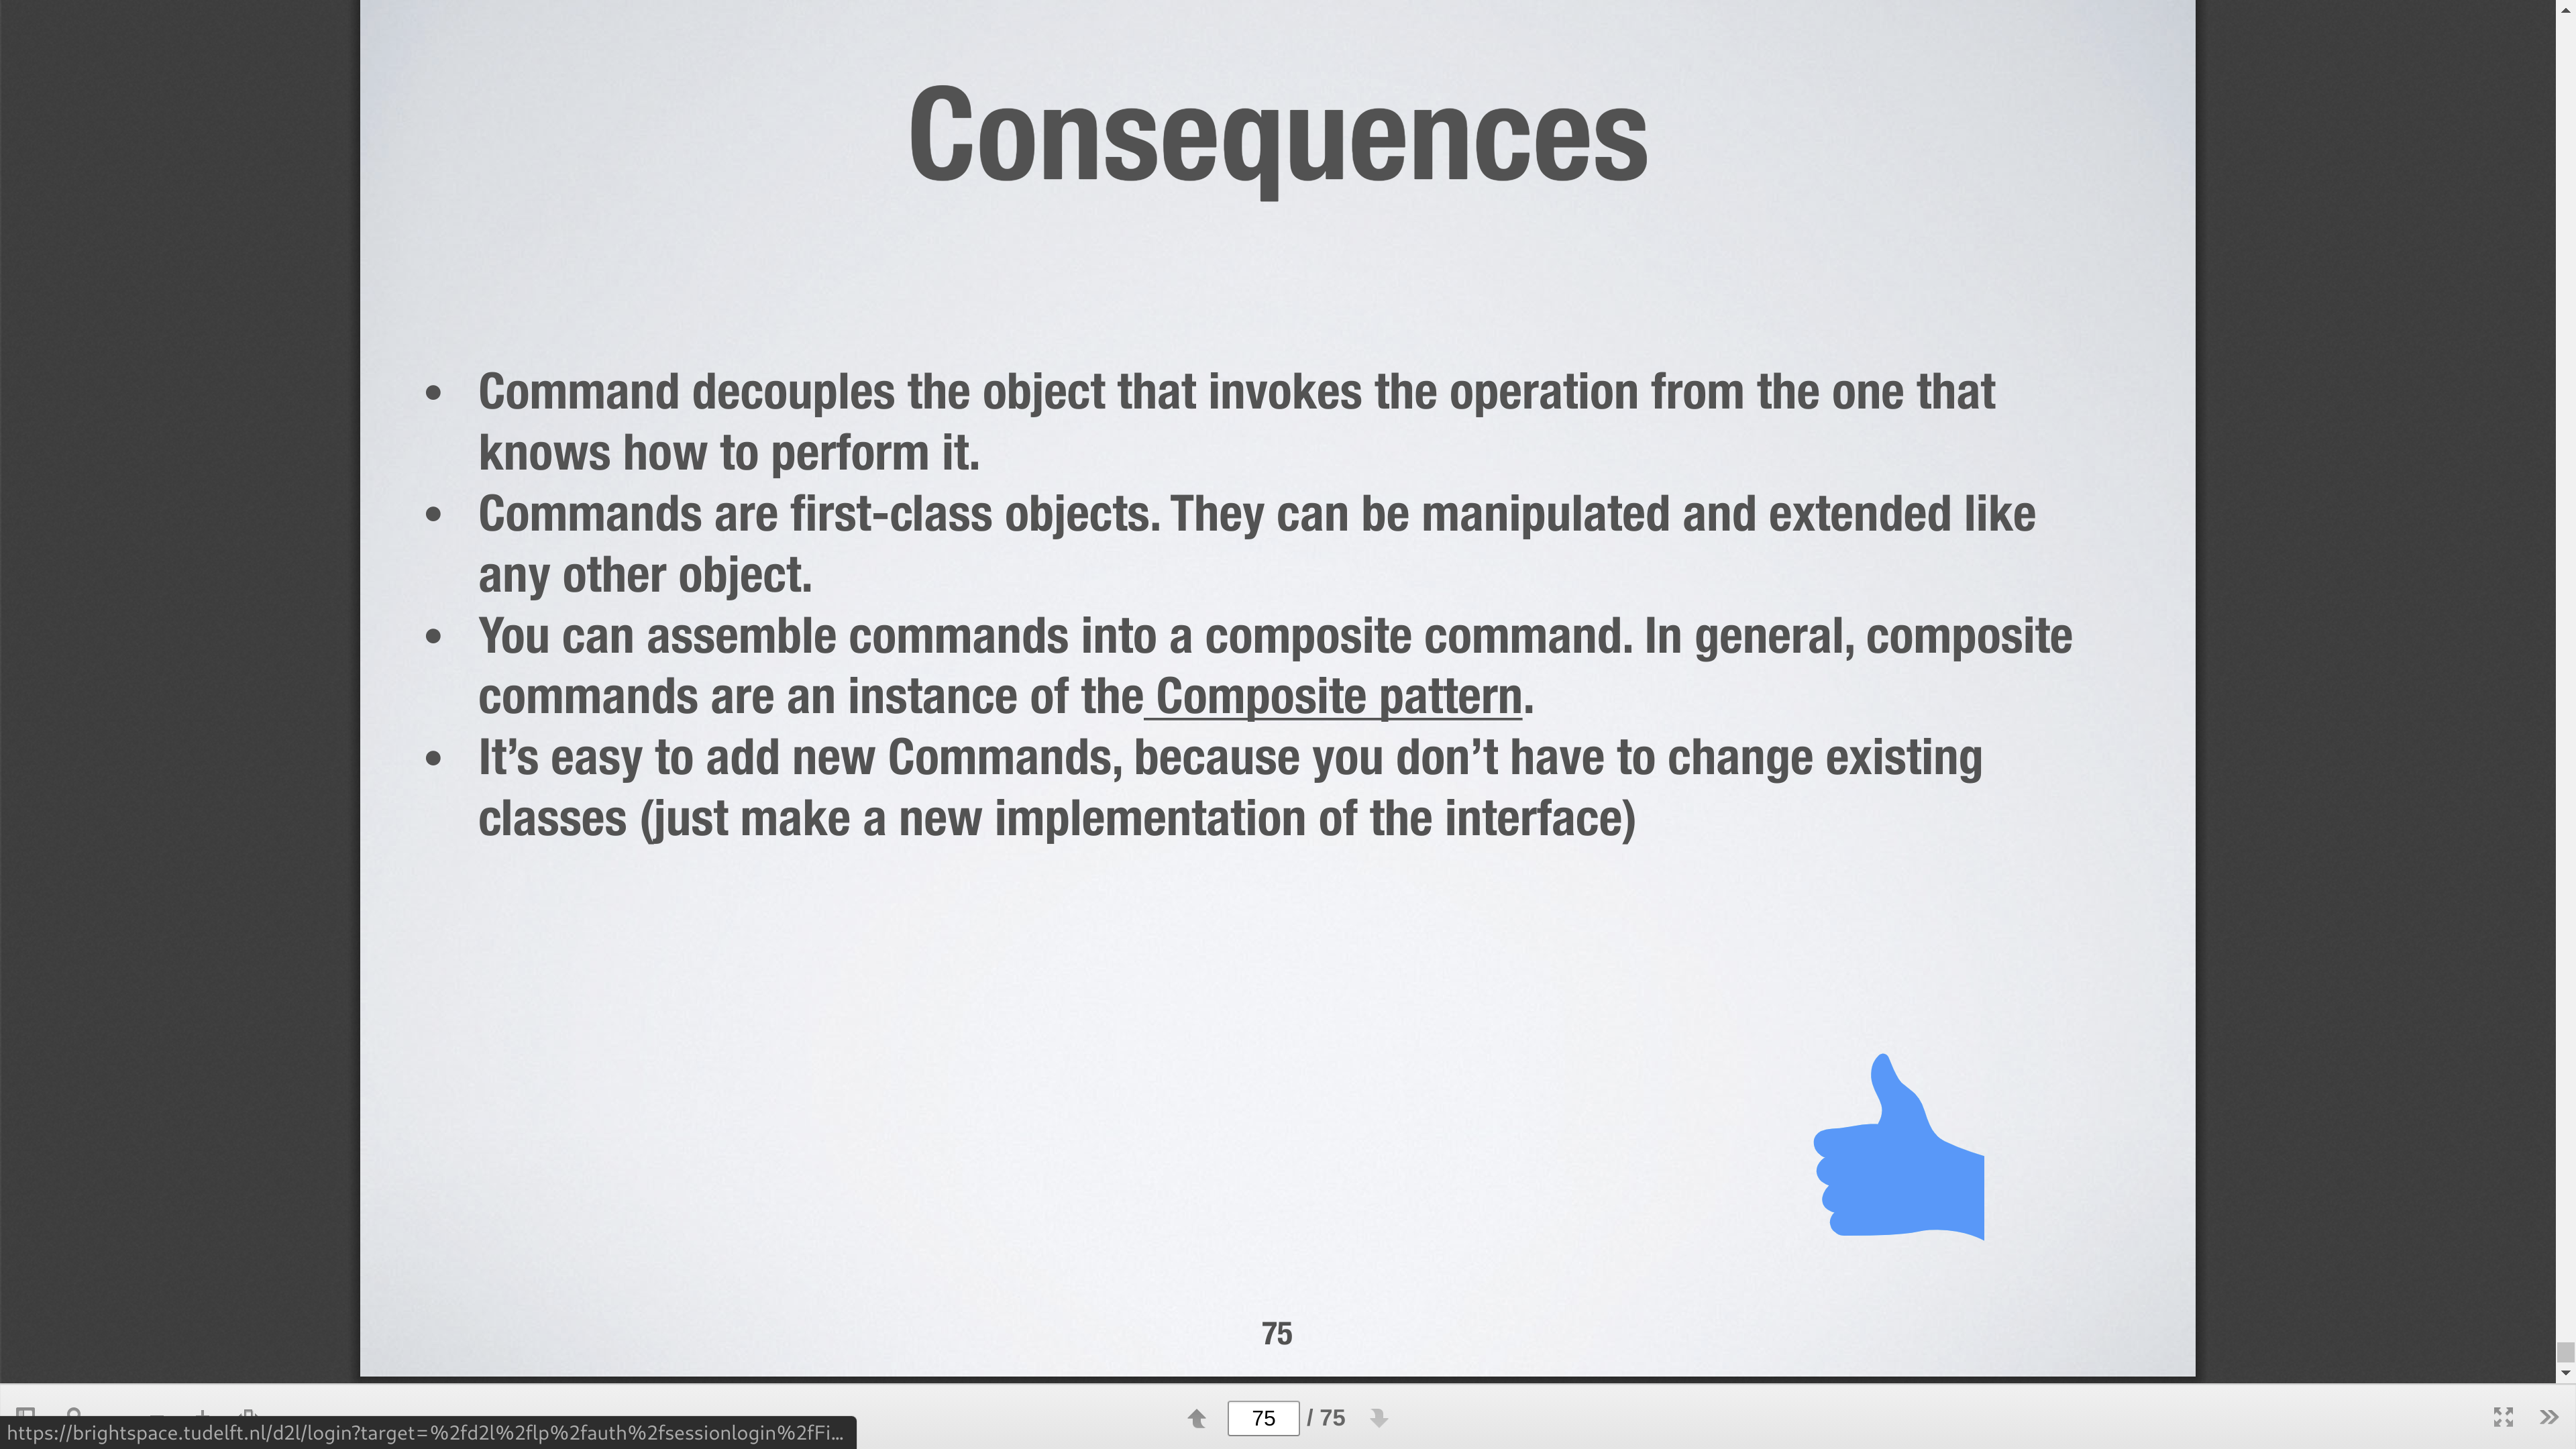 Consequences
• Command decouples the object that invokes the operation from the one that
knows how to perform it.
• Commands are first-class objects. They can be manipulated and extended like
any other object.
• You can assemble commands into a composite command. In general, composite
commands are an instance of the Composite pattern.
• It’s easy to add new Commands, because you don’t have to change existing
classes (just make a new implementation of the interface)
75
75 / 75
https://brightspace.tudelft.nl/d2l/login?target=%2fd2l%2flp%2fauth%2fsessionlogin%2fFi...